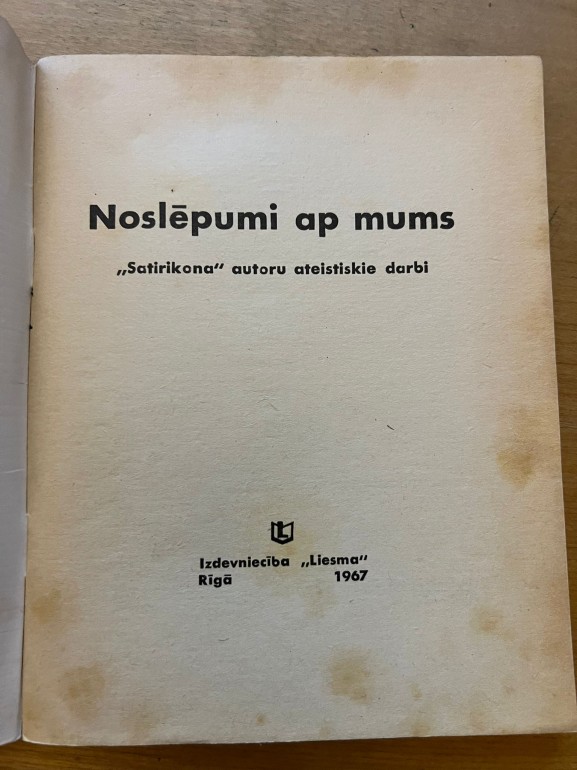 Noslēpumi ap mums
„Satirikona" autoru ateistiskie darbi
L
Izdevniecība „Liesma"
Rīgā 1967